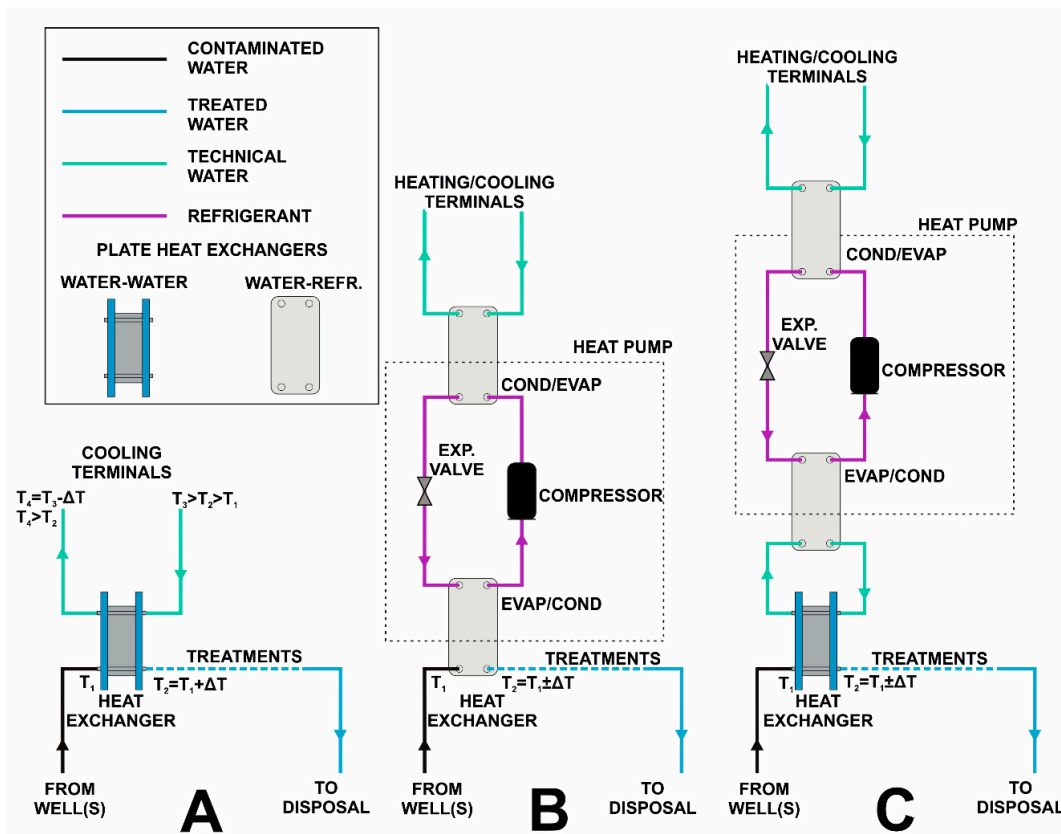 CONTAMINATED
WATER
TREATED
WATER
TECHNICAL
WATER
REFRIGERANT
PLATE HEAT EXCHANGERS
WATER-WATER
WATER-REFR.
COOLING
TERMINALS
T₄=T₃-ΔT
T₄>T₂
T₃>T₂>T₁
T₁
T₂=T₁+ΔT
TREATMENTS
HEAT
EXCHANGER
FROM
WELL(S)
TO
DISPOSAL
A
HEATING/COOLING
TERMINALS
HEAT PUMP
COND/EVAP
EXP.
VALVE
COMPRESSOR
EVAP/COND
T₁
T₂=T₁±ΔT
TREATMENTS
HEAT
EXCHANGER
FROM
WELL(S)
TO
DISPOSAL
B
HEATING/COOLING
TERMINALS
HEAT PUMP
COND/EVAP
EXP.
VALVE
COMPRESSOR
EVAP/COND
T₁
T₂=T₁±ΔT
TREATMENTS
HEAT
EXCHANGER
FROM
WELL(S)
TO
DISPOSAL
C